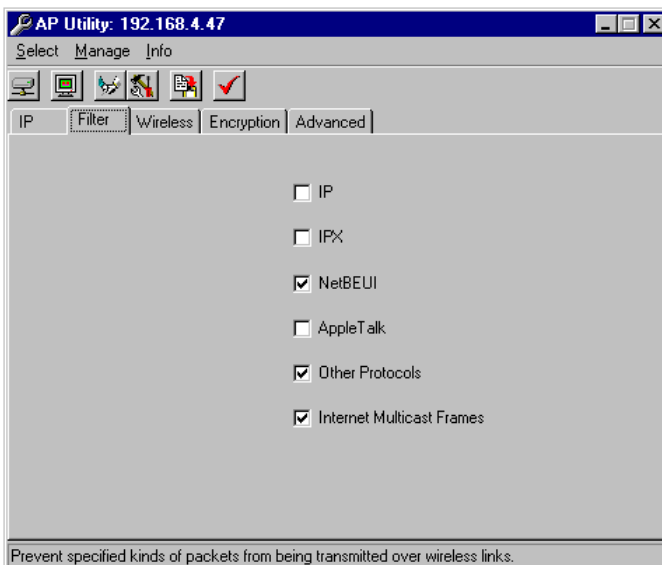 AP Utility: 192.168.4.47
Select Manage Info
IP Filter Wireless Encryption Advanced
IP
IPX
NetBEUI
AppleTalk
Other Protocols
Internet Multicast Frames
Prevent specified kinds of packets from being transmitted over wireless links.